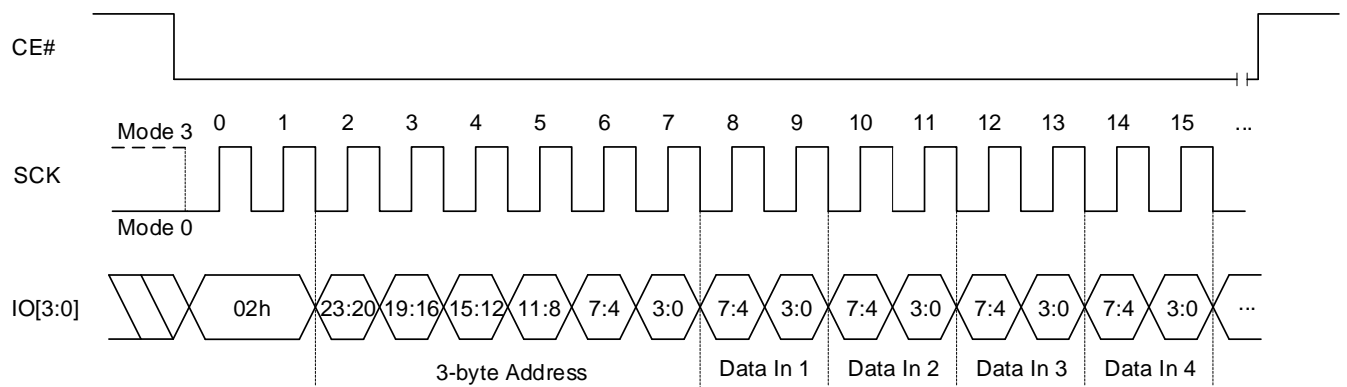 CE#
Mode 3 0 1 2 3 4 5 6 7 8 9 10 11 12 13 14 15 ...
SCK
Mode 0
IO[3:0] 02h 23:20 19:16 15:12 11:8 7:4 3:0 7:4 3:0 7:4 3:0 7:4 3:0 7:4 3:0 ...
3-byte Address Data In 1 Data In 2 Data In 3 Data In 4